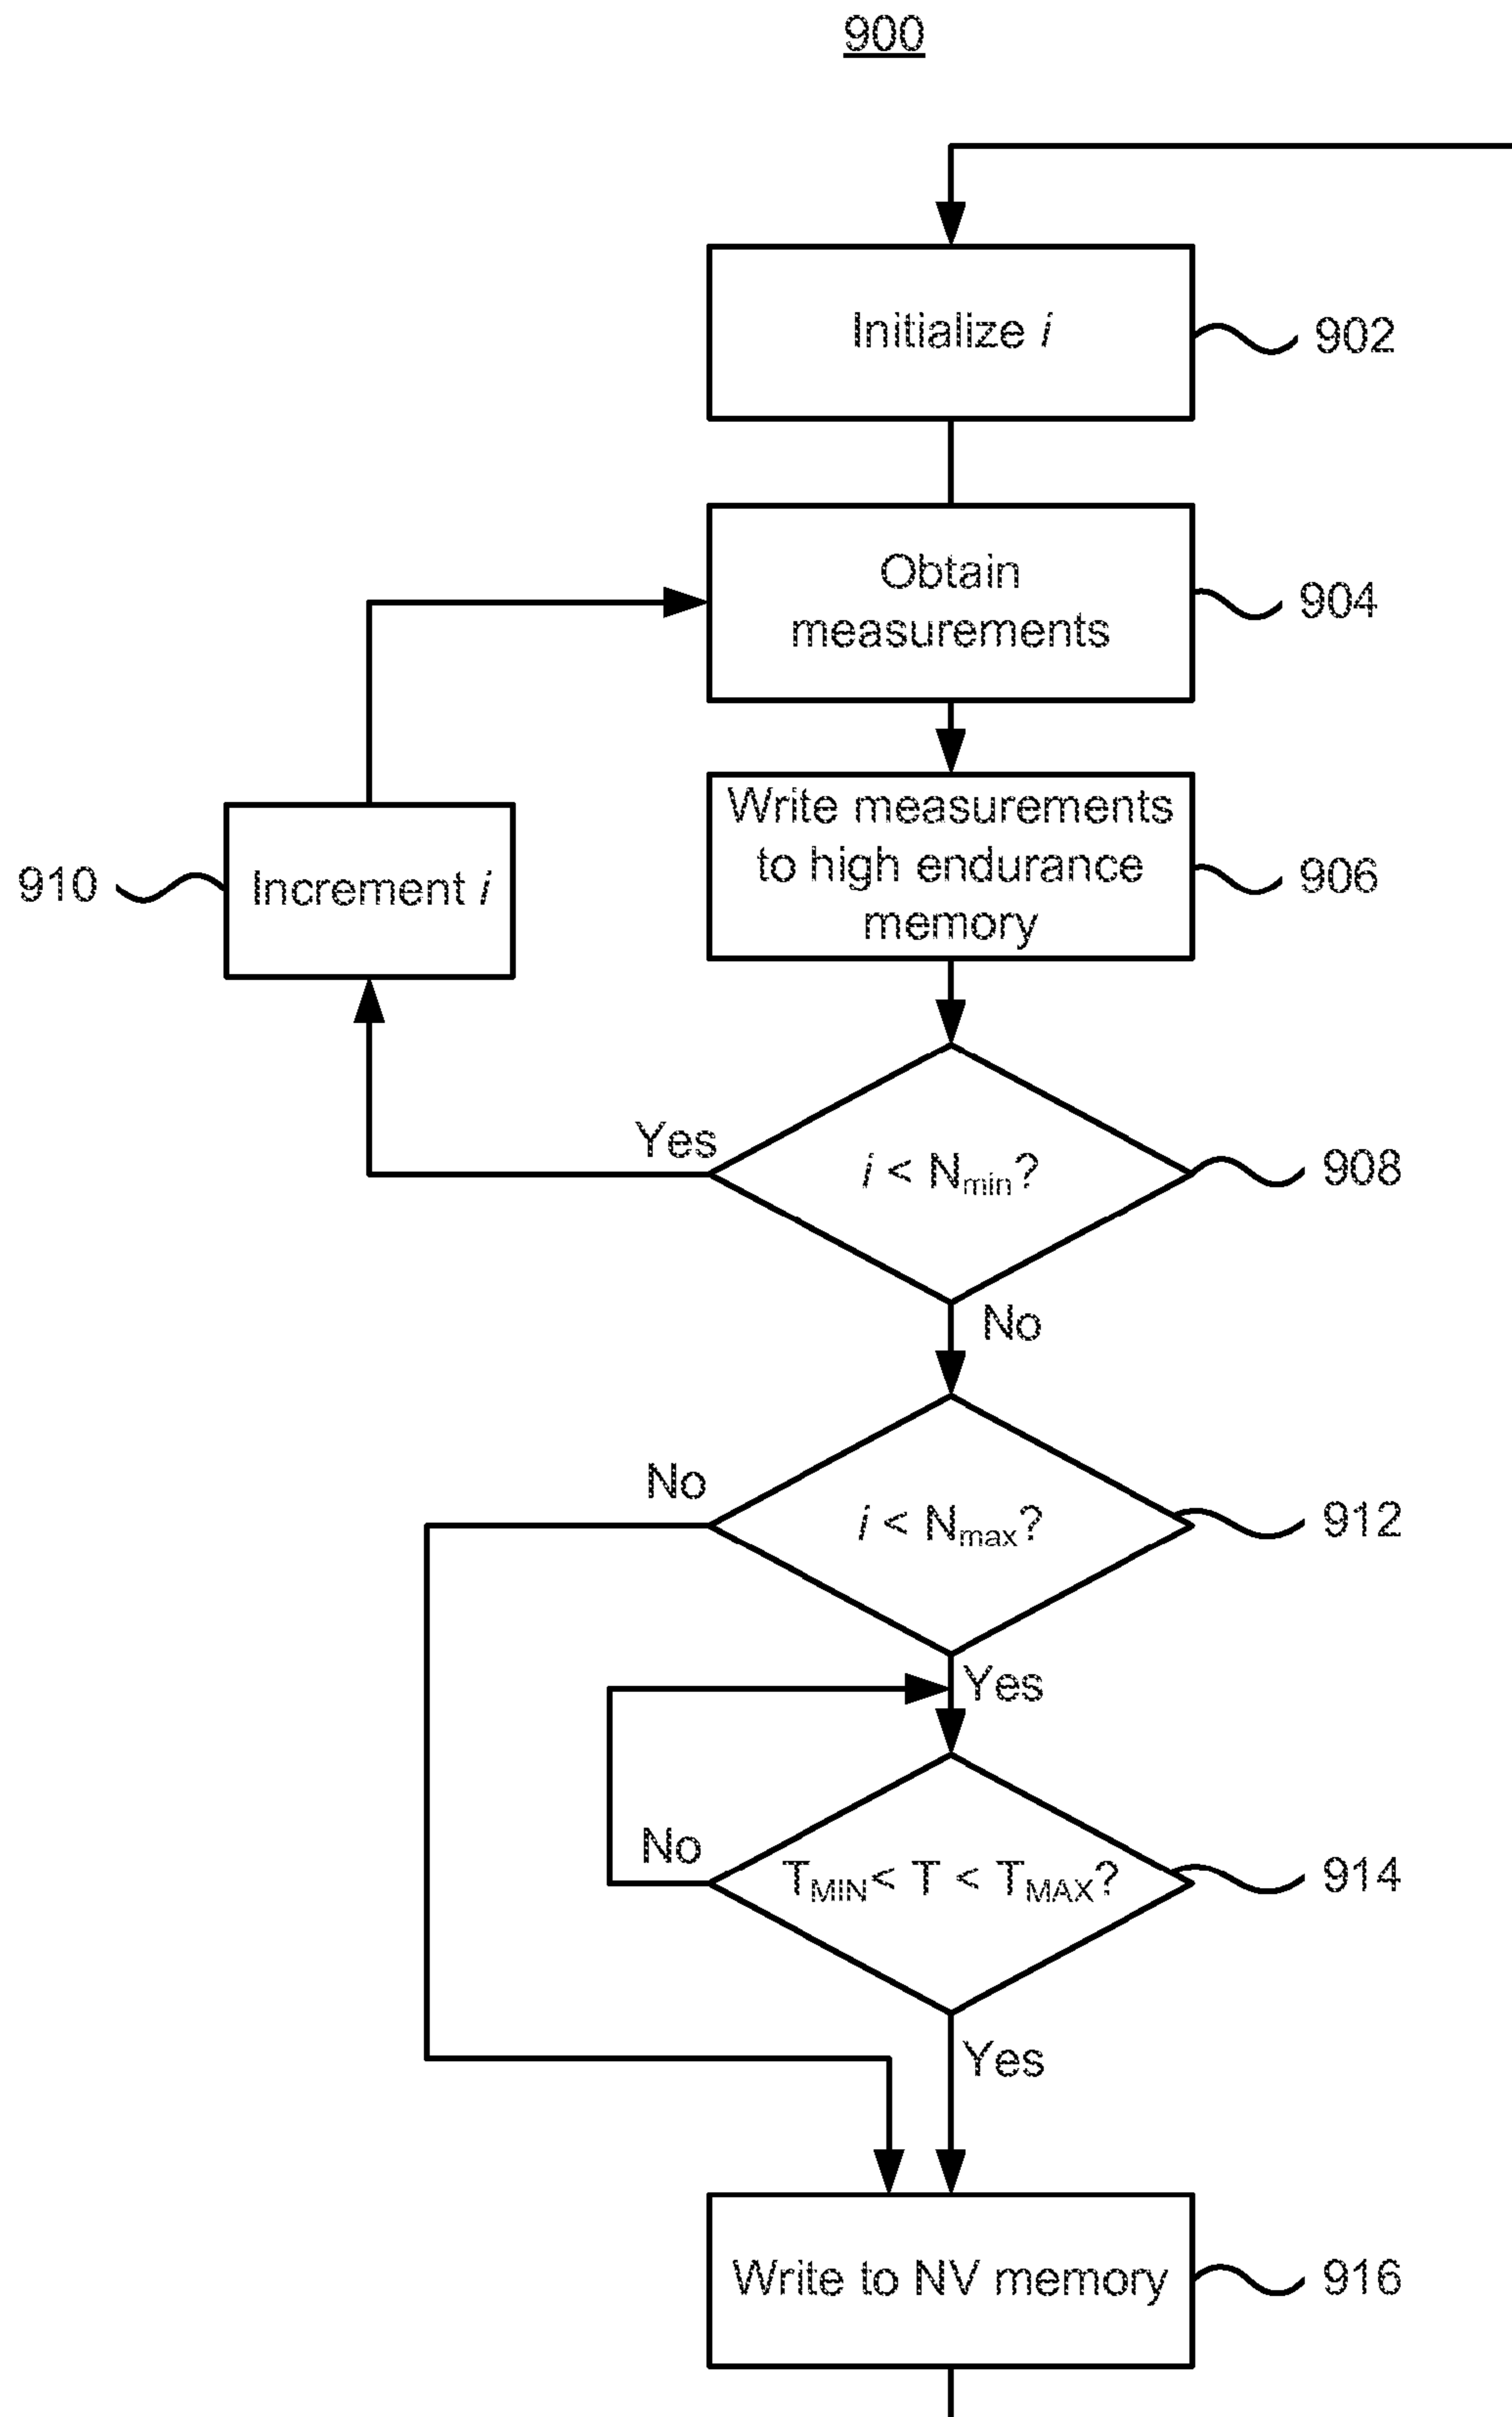 900
Initialize i
902
Obtain
measurements
904
Write measurements
to high endurance
memory
906
910
Increment i
Yes
i < Nmin?
908
No
No
i < Nmax?
912
Yes
No
TMIN < T < TMAX?
914
Yes
Write to NV memory
916